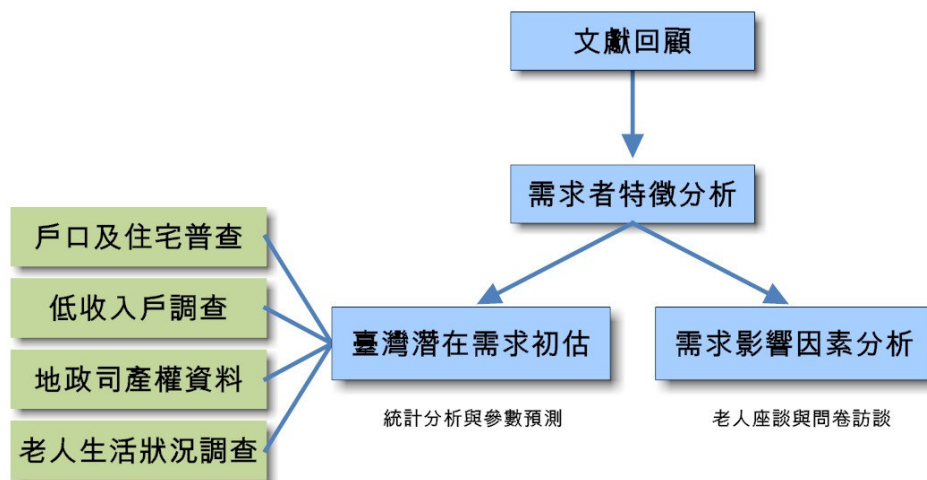 文獻回顧
需求者特徵分析
戶口及住宅普查
低收入戶調查
地政司產權資料
老人生活狀況調查
臺灣潛在需求初估
需求影響因素分析
統計分析與參數預測
老人座談與問卷訪談